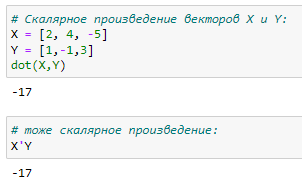 # Скалярное произведение векторов X и Y:
X = [2, 4, -5]
Y = [1,-1,3]
dot(X,Y)
-17
# тоже скалярное произведение:
X'Y
-17